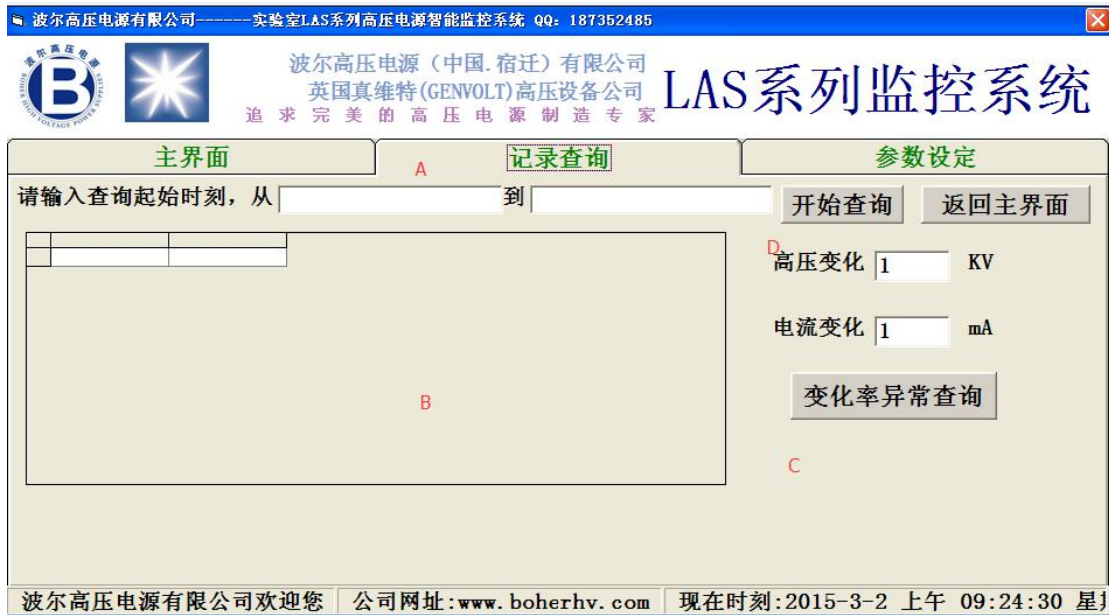 波尔高压电源有限公司------实验室LAS系列高压电源智能监控系统 QQ: 187352485
波尔高压电源（中国.宿迁）有限公司
英国真维特(GENVOLT)高压设备公司
追求完美的高压电源制造专家
LAS系列监控系统
B
主界面
记录查询
参数设定
A
请输入查询起始时刻，从
到
开始查询
返回主界面
D
高压变化 1 KV
电流变化 1 mA
变化率异常查询
B
C
波尔高压电源有限公司欢迎您
公司网址:www.boherhv.com
现在时刻:2015-3-2 上午 09:24:30 星